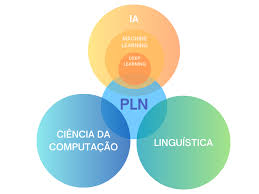 IA
MACHINE
LEARNING
DEEP
LEARNING
PLN
CIÊNCIA DA
COMPUTAÇÃO
LINGUÍSTICA